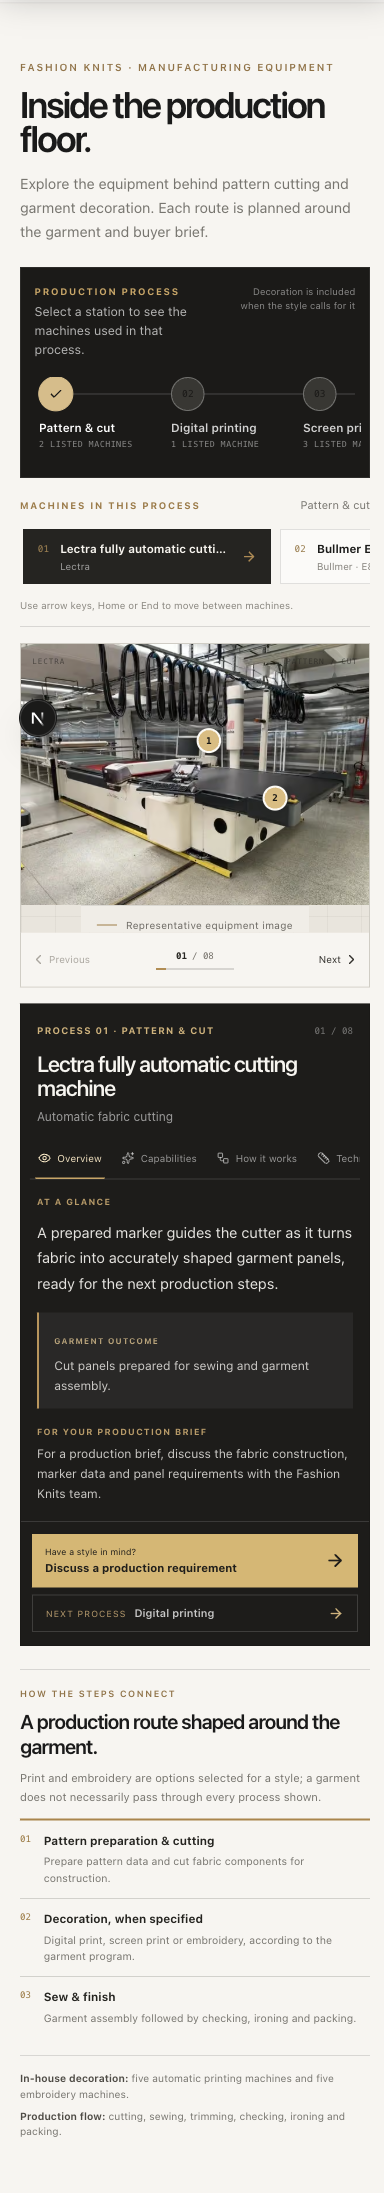 FASHION KNITS · MANUFACTURING EQUIPMENT
Inside the production
floor.
Explore the equipment behind pattern cutting and
garment decoration. Each route is planned around
the garment and buyer brief.
PRODUCTION PROCESS
Select a station to see the
machines used in that
process.
Decoration is included
when the style calls for it
02
03
Pattern & cut
Digital printing
Screen pri
2 LISTED MACHINES
1 LISTED MACHINE
3 LISTED MA
MACHINES IN THIS PROCESS
Pattern & cut
01
Lectra fully automatic cutti...
Lectra
02
Bullmer E
Bullmer · E8
Use arrow keys, Home or End to move between machines.
LECTRA
N
1
2
Representative equipment image
Previous
01 / 08
Next
PROCESS 01 · PATTERN & CUT
01 / 08
Lectra fully automatic cutting
machine
Automatic fabric cutting
Overview
Capabilities
How it works
Techn
AT A GLANCE
A prepared marker guides the cutter as it turns
fabric into accurately shaped garment panels,
ready for the next production steps.
GARMENT OUTCOME
Cut panels prepared for sewing and garment
assembly.
FOR YOUR PRODUCTION BRIEF
For a production brief, discuss the fabric construction,
marker data and panel requirements with the Fashion
Knits team.
Have a style in mind?
Discuss a production requirement
NEXT PROCESS Digital printing
HOW THE STEPS CONNECT
A production route shaped around the
garment.
Print and embroidery are options selected for a style; a garment
does not necessarily pass through every process shown.
01
Pattern preparation & cutting
Prepare pattern data and cut fabric components for
construction.
02
Decoration, when specified
Digital print, screen print or embroidery, according to the
garment program.
03
Sew & finish
Garment assembly followed by checking, ironing and packing.
In-house decoration: five automatic printing machines and five
embroidery machines.
Production flow: cutting, sewing, trimming, checking, ironing and
packing.